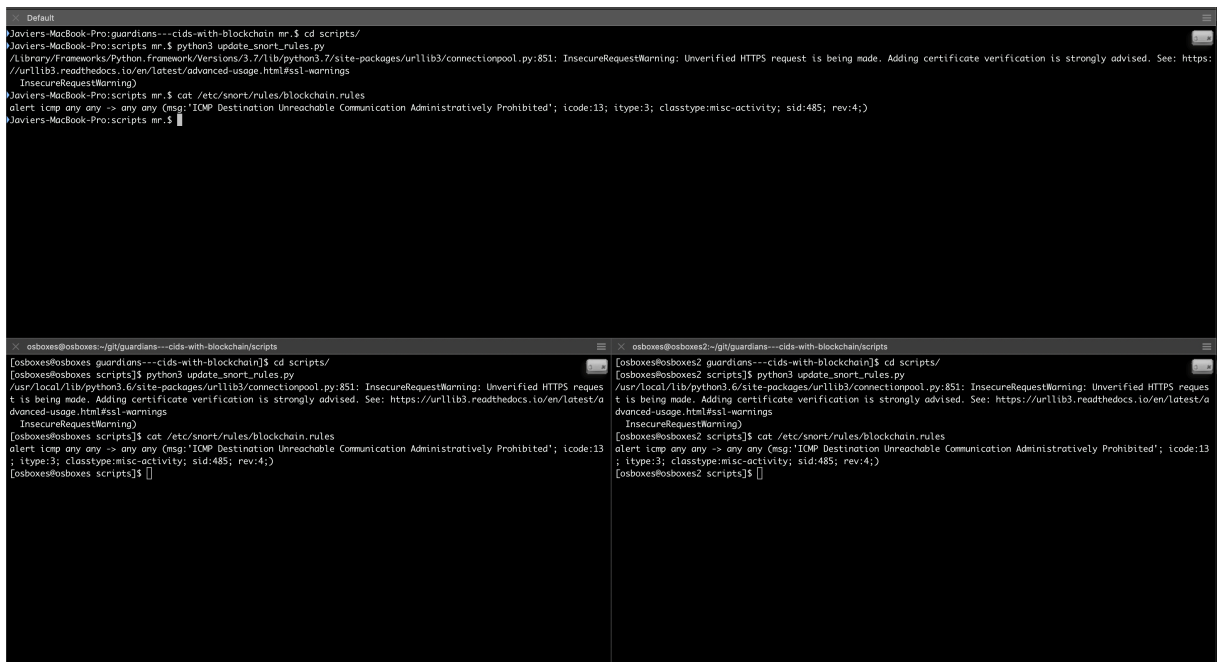 Default
Javiers-MacBook-Pro:guardians---cids-with-blockchain mr.$ cd scripts/
Javiers-MacBook-Pro:scripts mr.$ python3 update_snort_rules.py
/Library/Frameworks/Python.framework/Versions/3.7/lib/python3.7/site-packages/urllib3/connectionpool.py:851: InsecureRequestWarning: Unverified HTTPS request is being made. Adding certificate verification is strongly advised. See: https:
//urllib3.readthedocs.io/en/latest/advanced-usage.html#ssl-warnings
InsecureRequestWarning)
Javiers-MacBook-Pro:scripts mr.$ cat /etc/snort/rules/blockchain.rules
alert icmp any any -> any any (msg:'ICMP Destination Unreachable Communication Administratively Prohibited'; icode:13; itype:3; classtype:misc-activity; sid:485; rev:4;)
Javiers-MacBook-Pro:scripts mr.$
osboxes@osboxes:~/git/guardians---cids-with-blockchain/scripts
[osboxes@osboxes guardians---cids-with-blockchain]$ cd scripts/
[osboxes@osboxes scripts]$ python3 update_snort_rules.py
/usr/local/lib/python3.6/site-packages/urllib3/connectionpool.py:851: InsecureRequestWarning: Unverified HTTPS reques
t is being made. Adding certificate verification is strongly advised. See: https://urllib3.readthedocs.io/en/latest/a
dvanced-usage.html#ssl-warnings
InsecureRequestWarning)
[osboxes@osboxes scripts]$ cat /etc/snort/rules/blockchain.rules
alert icmp any any -> any any (msg:'ICMP Destination Unreachable Communication Administratively Prohibited'; icode:13
; itype:3; classtype:misc-activity; sid:485; rev:4;)
[osboxes@osboxes scripts]$
osboxes@osboxes2:~/git/guardians---cids-with-blockchain/scripts
[osboxes@osboxes2 guardians---cids-with-blockchain]$ cd scripts/
[osboxes@osboxes2 scripts]$ python3 update_snort_rules.py
/usr/local/lib/python3.6/site-packages/urllib3/connectionpool.py:851: InsecureRequestWarning: Unverified HTTPS reques
t is being made. Adding certificate verification is strongly advised. See: https://urllib3.readthedocs.io/en/latest/a
dvanced-usage.html#ssl-warnings
InsecureRequestWarning)
[osboxes@osboxes2 scripts]$ cat /etc/snort/rules/blockchain.rules
alert icmp any any -> any any (msg:'ICMP Destination Unreachable Communication Administratively Prohibited'; icode:13
; itype:3; classtype:misc-activity; sid:485; rev:4;)
[osboxes@osboxes2 scripts]$